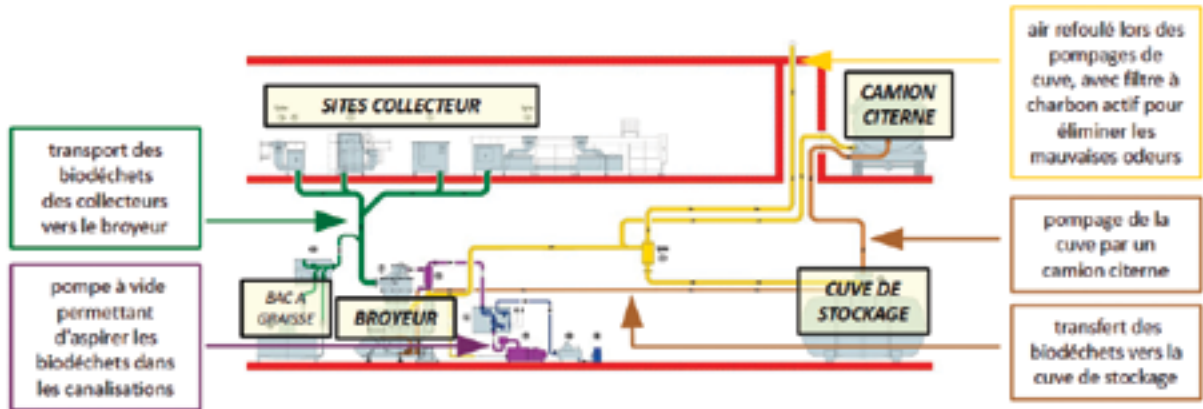 transport des
biodéchets
des collecteurs
vers le broyeur
pompe à vide
permettant
d'aspirer les
biodéchets dans
les canalisations
SITES COLLECTEUR
BAC A
GRAISSE
BROYEUR
CAMION
CITERNE
CUVE DE
STOCKAGE
air refoulé lors des
pompages de
cuve, avec filtre à
charbon actif pour
éliminer les
mauvaises odeurs
pompage de la
cuve par un
camion citerne
transfert des
biodéchets vers la
cuve de stockage